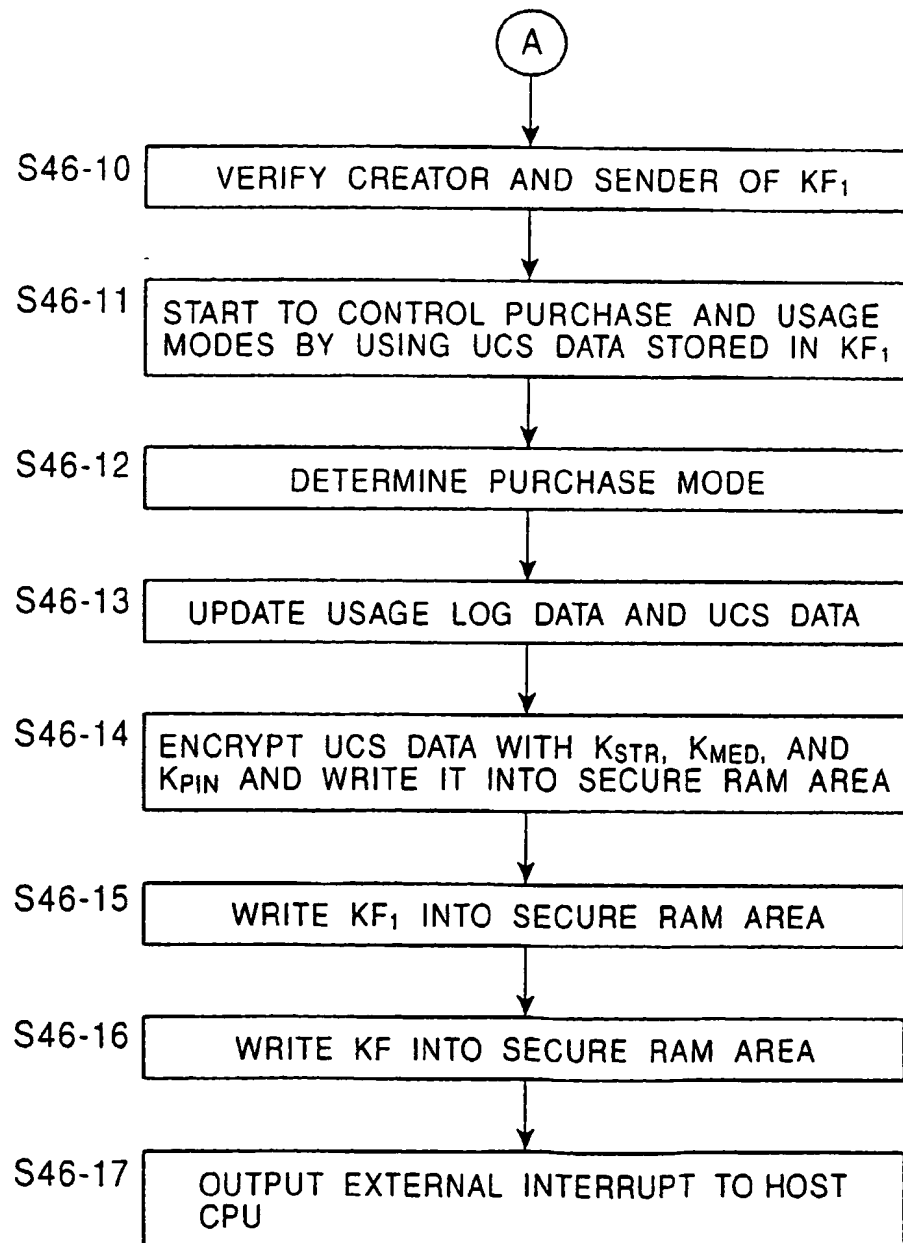 A
S46-10
VERIFY CREATOR AND SENDER OF KF₁
S46-11
START TO CONTROL PURCHASE AND USAGE
MODES BY USING UCS DATA STORED IN KF₁
S46-12
DETERMINE PURCHASE MODE
S46-13
UPDATE USAGE LOG DATA AND UCS DATA
S46-14
ENCRYPT UCS DATA WITH KSTR, KMED, AND
KPIN AND WRITE IT INTO SECURE RAM AREA
S46-15
WRITE KF₁ INTO SECURE RAM AREA
S46-16
WRITE KF INTO SECURE RAM AREA
S46-17
OUTPUT EXTERNAL INTERRUPT TO HOST
CPU